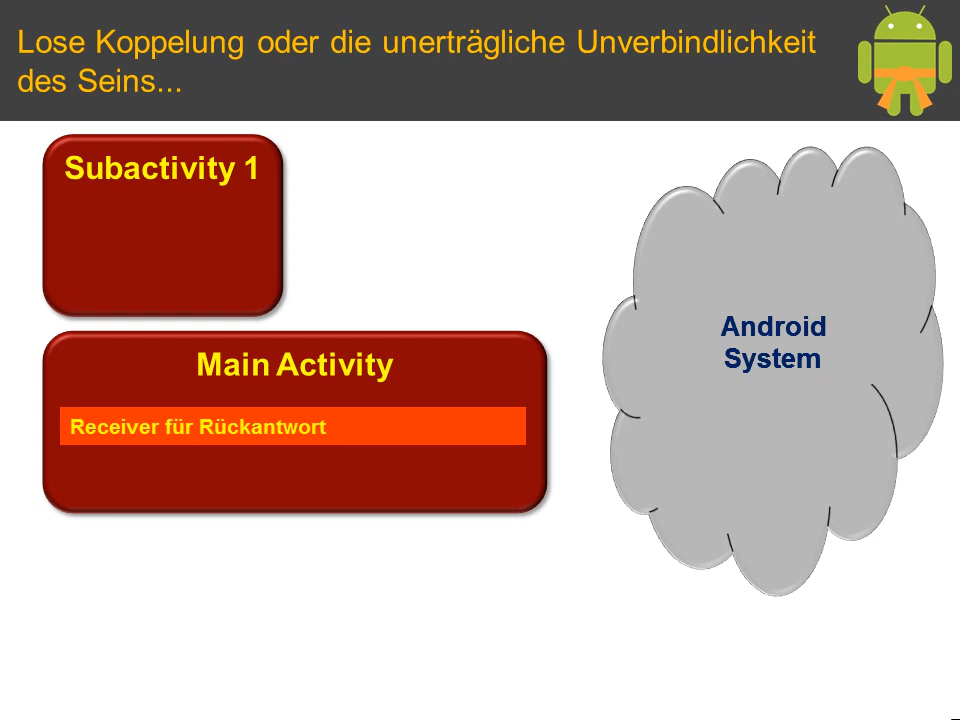 Lose Koppelung oder die unerträgliche Unverbindlichkeit
des Seins...
Subactivity 1
Main Activity
Receiver für Rückantwort
Android
System